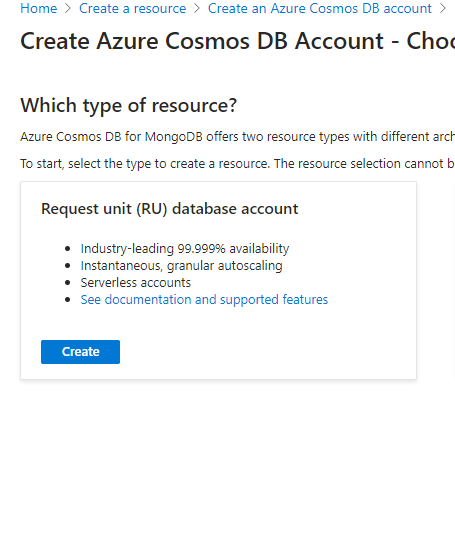 Home > Create a resource > Create an Azure Cosmos DB account >
Create Azure Cosmos DB Account - Choo
Which type of resource?
Azure Cosmos DB for MongoDB offers two resource types with different arch
To start, select the type to create a resource. The resource selection cannot b
Request unit (RU) database account
• Industry-leading 99.999% availability
• Instantaneous, granular autoscaling
• Serverless accounts
• See documentation and supported features
Create